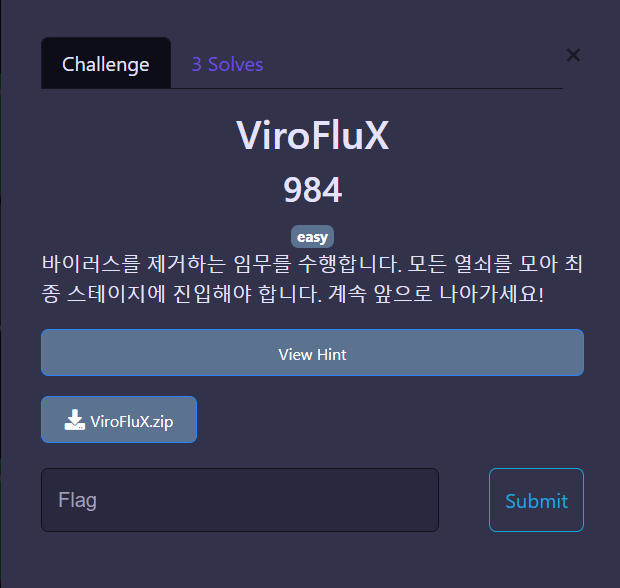 Challenge
3 Solves
×
ViroFluX
984
easy
바이러스를 제거하는 임무를 수행합니다. 모든 열쇠를 모아 최
종 스테이지에 진입해야 합니다. 계속 앞으로 나아가세요!
View Hint
ViroFluX.zip
Flag
Submit